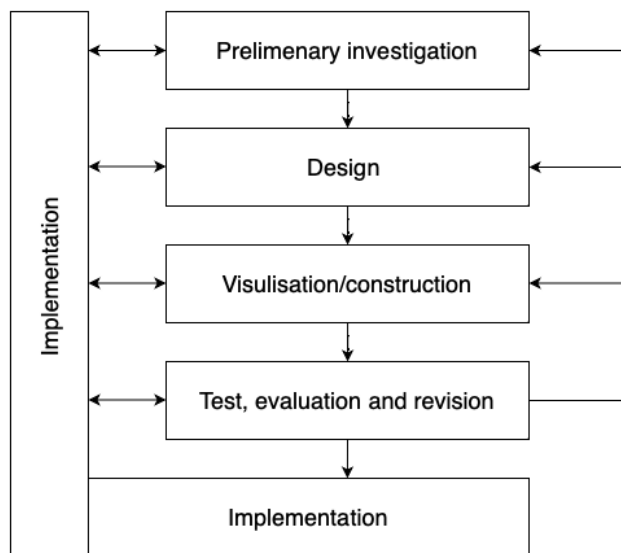 Prelimenary investigation
Design
Implementation
Visulisation/construction
Test, evaluation and revision
Implementation